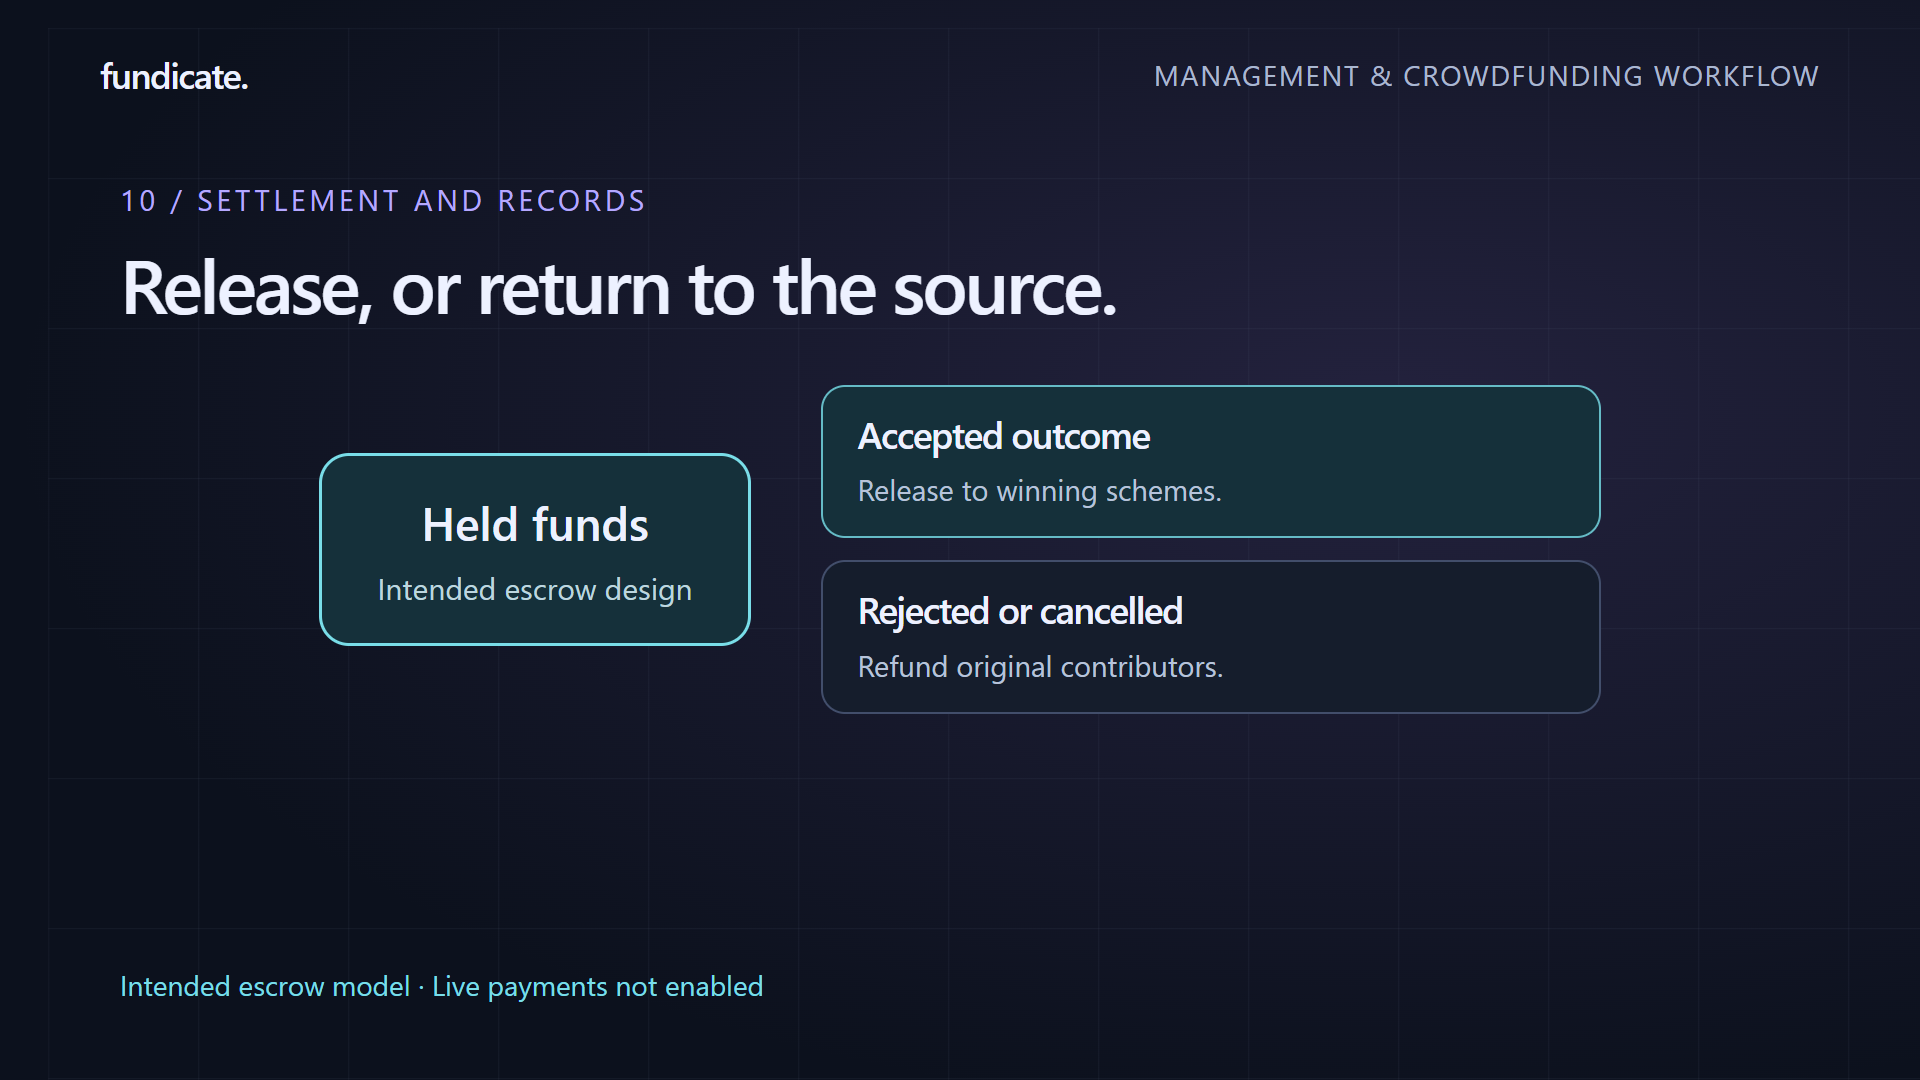 fundicate.
MANAGEMENT & CROWDFUNDING WORKFLOW
10 / SETTLEMENT AND RECORDS
Release, or return to the source.
Held funds
Intended escrow design
Accepted outcome
Release to winning schemes.
Rejected or cancelled
Refund original contributors.
Intended escrow model · Live payments not enabled